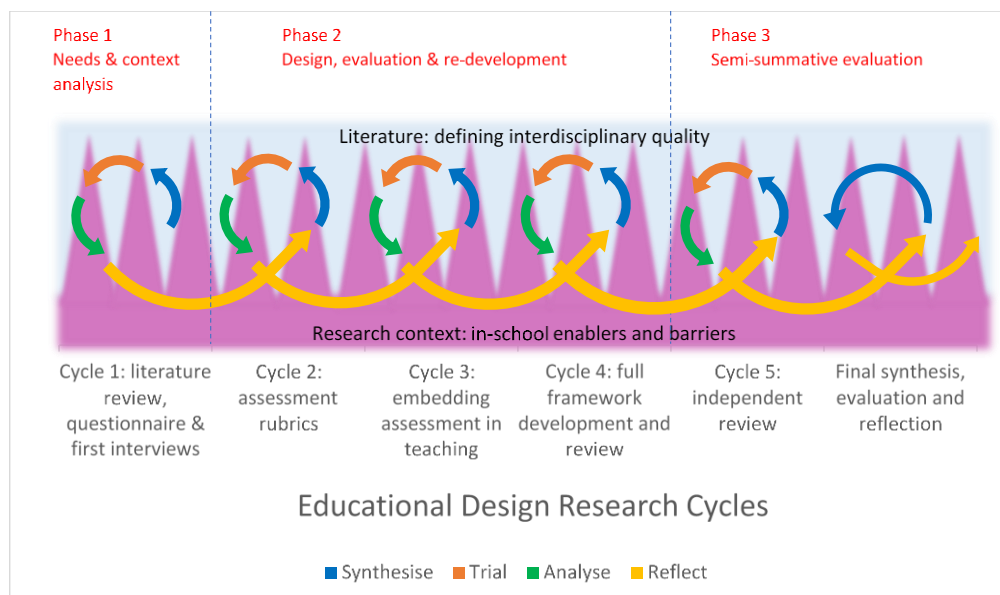 Phase 1
Needs & context
analysis
Phase 2
Design, evaluation & re-development
Phase 3
Semi-summative evaluation
Literature: defining interdisciplinary quality
Research context: in-school enablers and barriers
Cycle 1: literature
review,
questionnaire &
first interviews
Cycle 2:
assessment
rubrics
Cycle 3:
embedding
assessment in
teaching
Cycle 4: full
framework
development and
review
Cycle 5:
independent
review
Final synthesis,
evaluation and
reflection
Educational Design Research Cycles
Synthesise
Trial
Analyse
Reflect